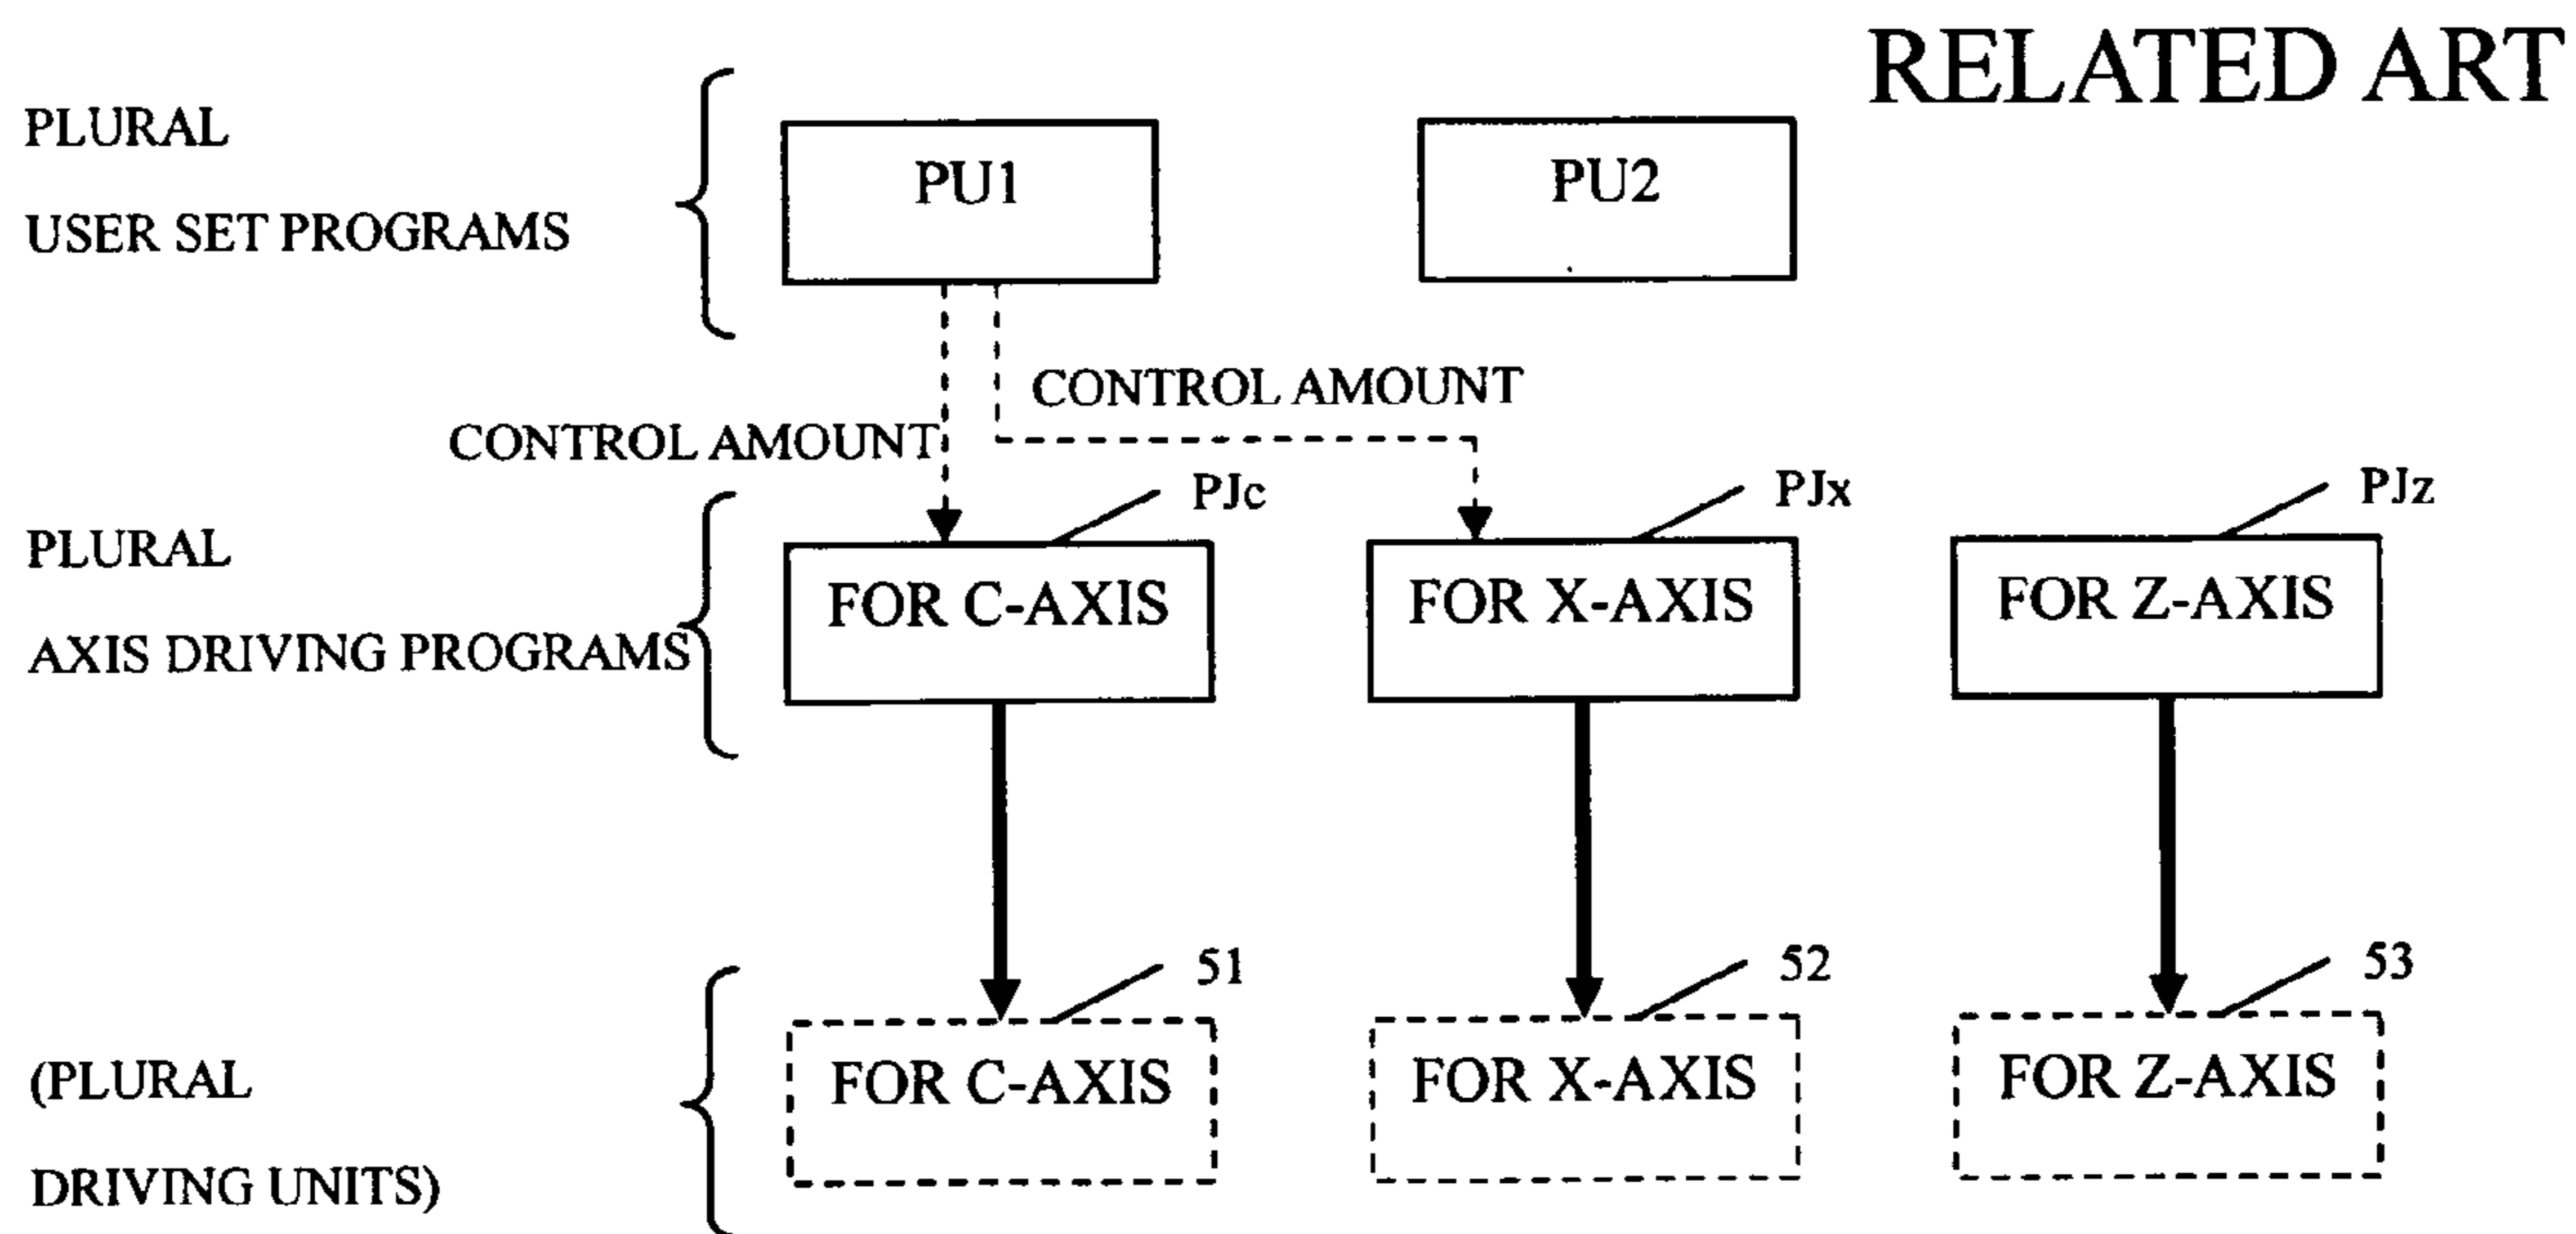 RELATED ART
PLURAL
USER SET PROGRAMS
PU1
PU2
CONTROL AMOUNT
CONTROL AMOUNT
PLURAL
AXIS DRIVING PROGRAMS
PJc
PJx
PJz
FOR C-AXIS
FOR X-AXIS
FOR Z-AXIS
(PLURAL
DRIVING UNITS)
51
52
53
FOR C-AXIS
FOR X-AXIS
FOR Z-AXIS